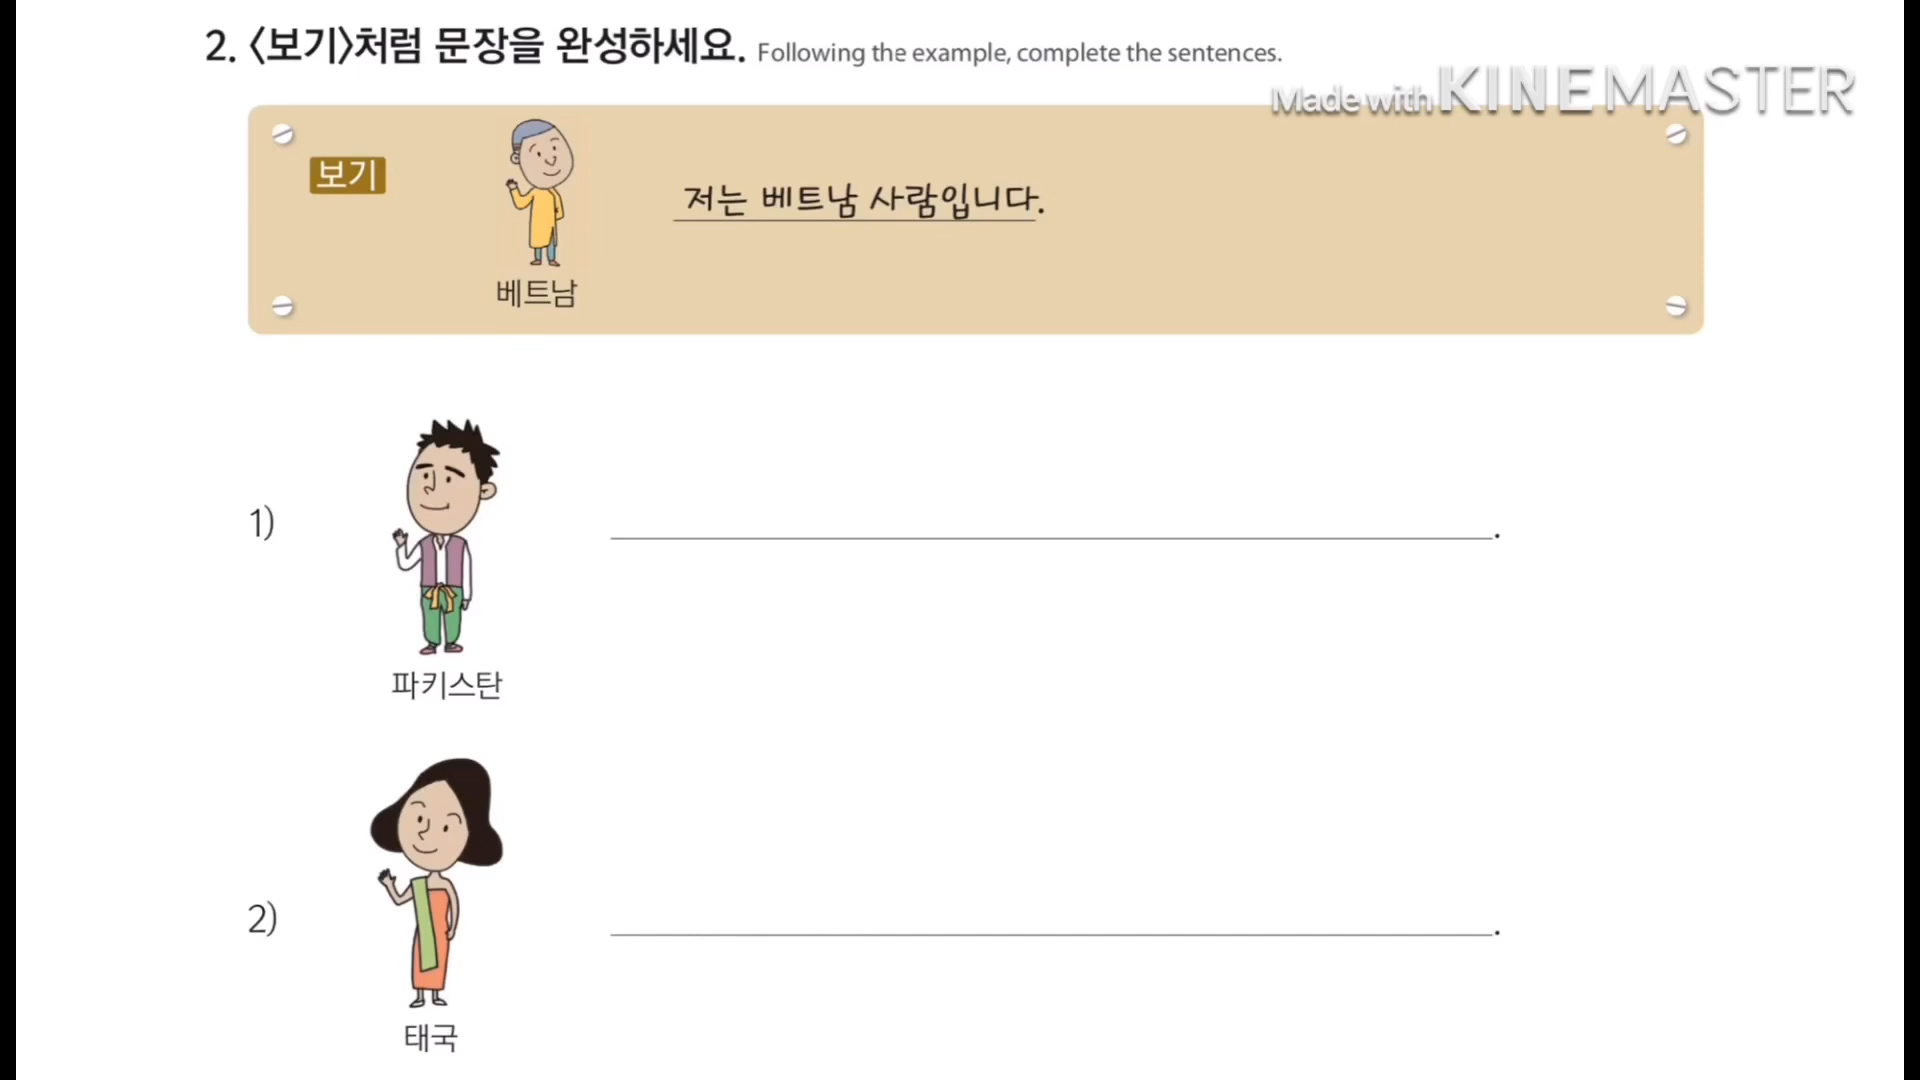 2. 〈보기〉처럼 문장을 완성하세요. Following the example, complete the sentences.
Made with KINEMASTER
보기
저는 베트남 사람입니다.
베트남
1)
.
파키스탄
2)
.
태국